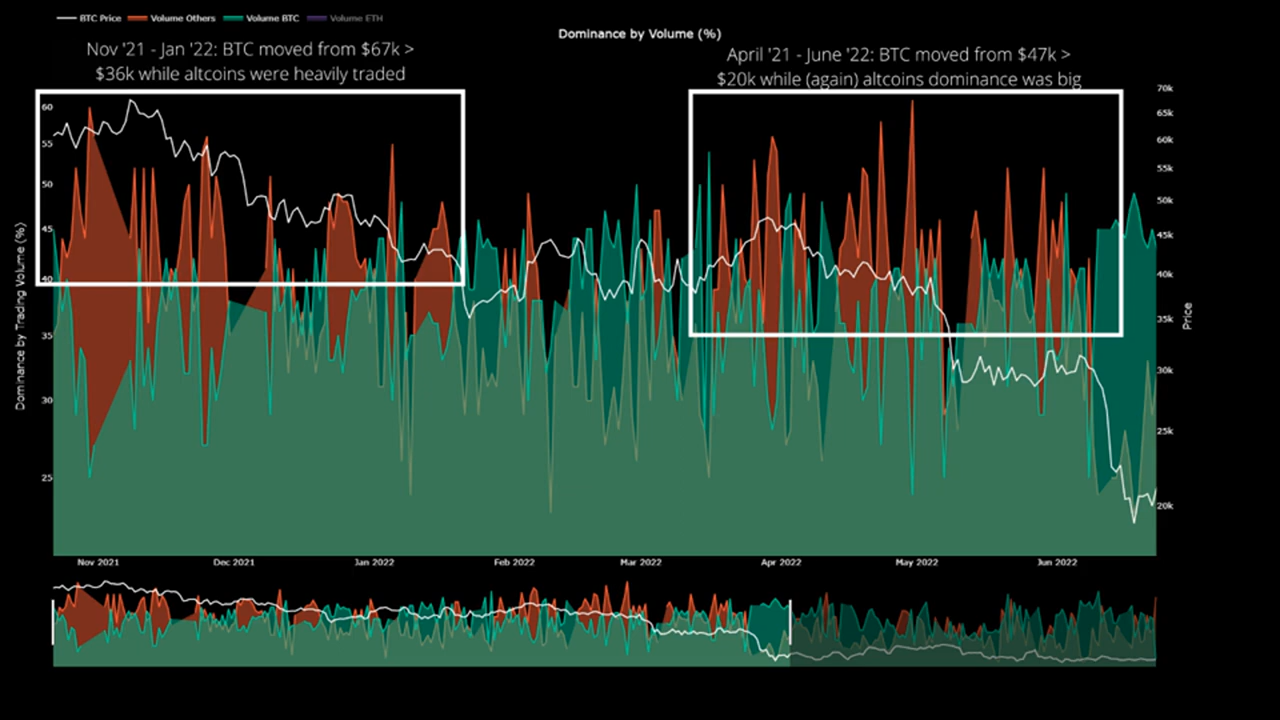 BTC Price Volume Others Volume BTC Volume ETH
Dominance by Volume (%)
Nov '21 - Jan '22: BTC moved from $67k >
$36k while altcoins were heavily traded
April '21 - June '22: BTC moved from $47k >
$20k while (again) altcoins dominance was big
Dominance by Trading Volume (%)
60
55
50
45
40
35
30
25
70k
65k
60k
55k
50k
45k
40k
35k
30k
25k
20k
Price
Nov 2021 Dec 2021 Jan 2022 Feb 2022 Mar 2022 Apr 2022 May 2022 Jun 2022